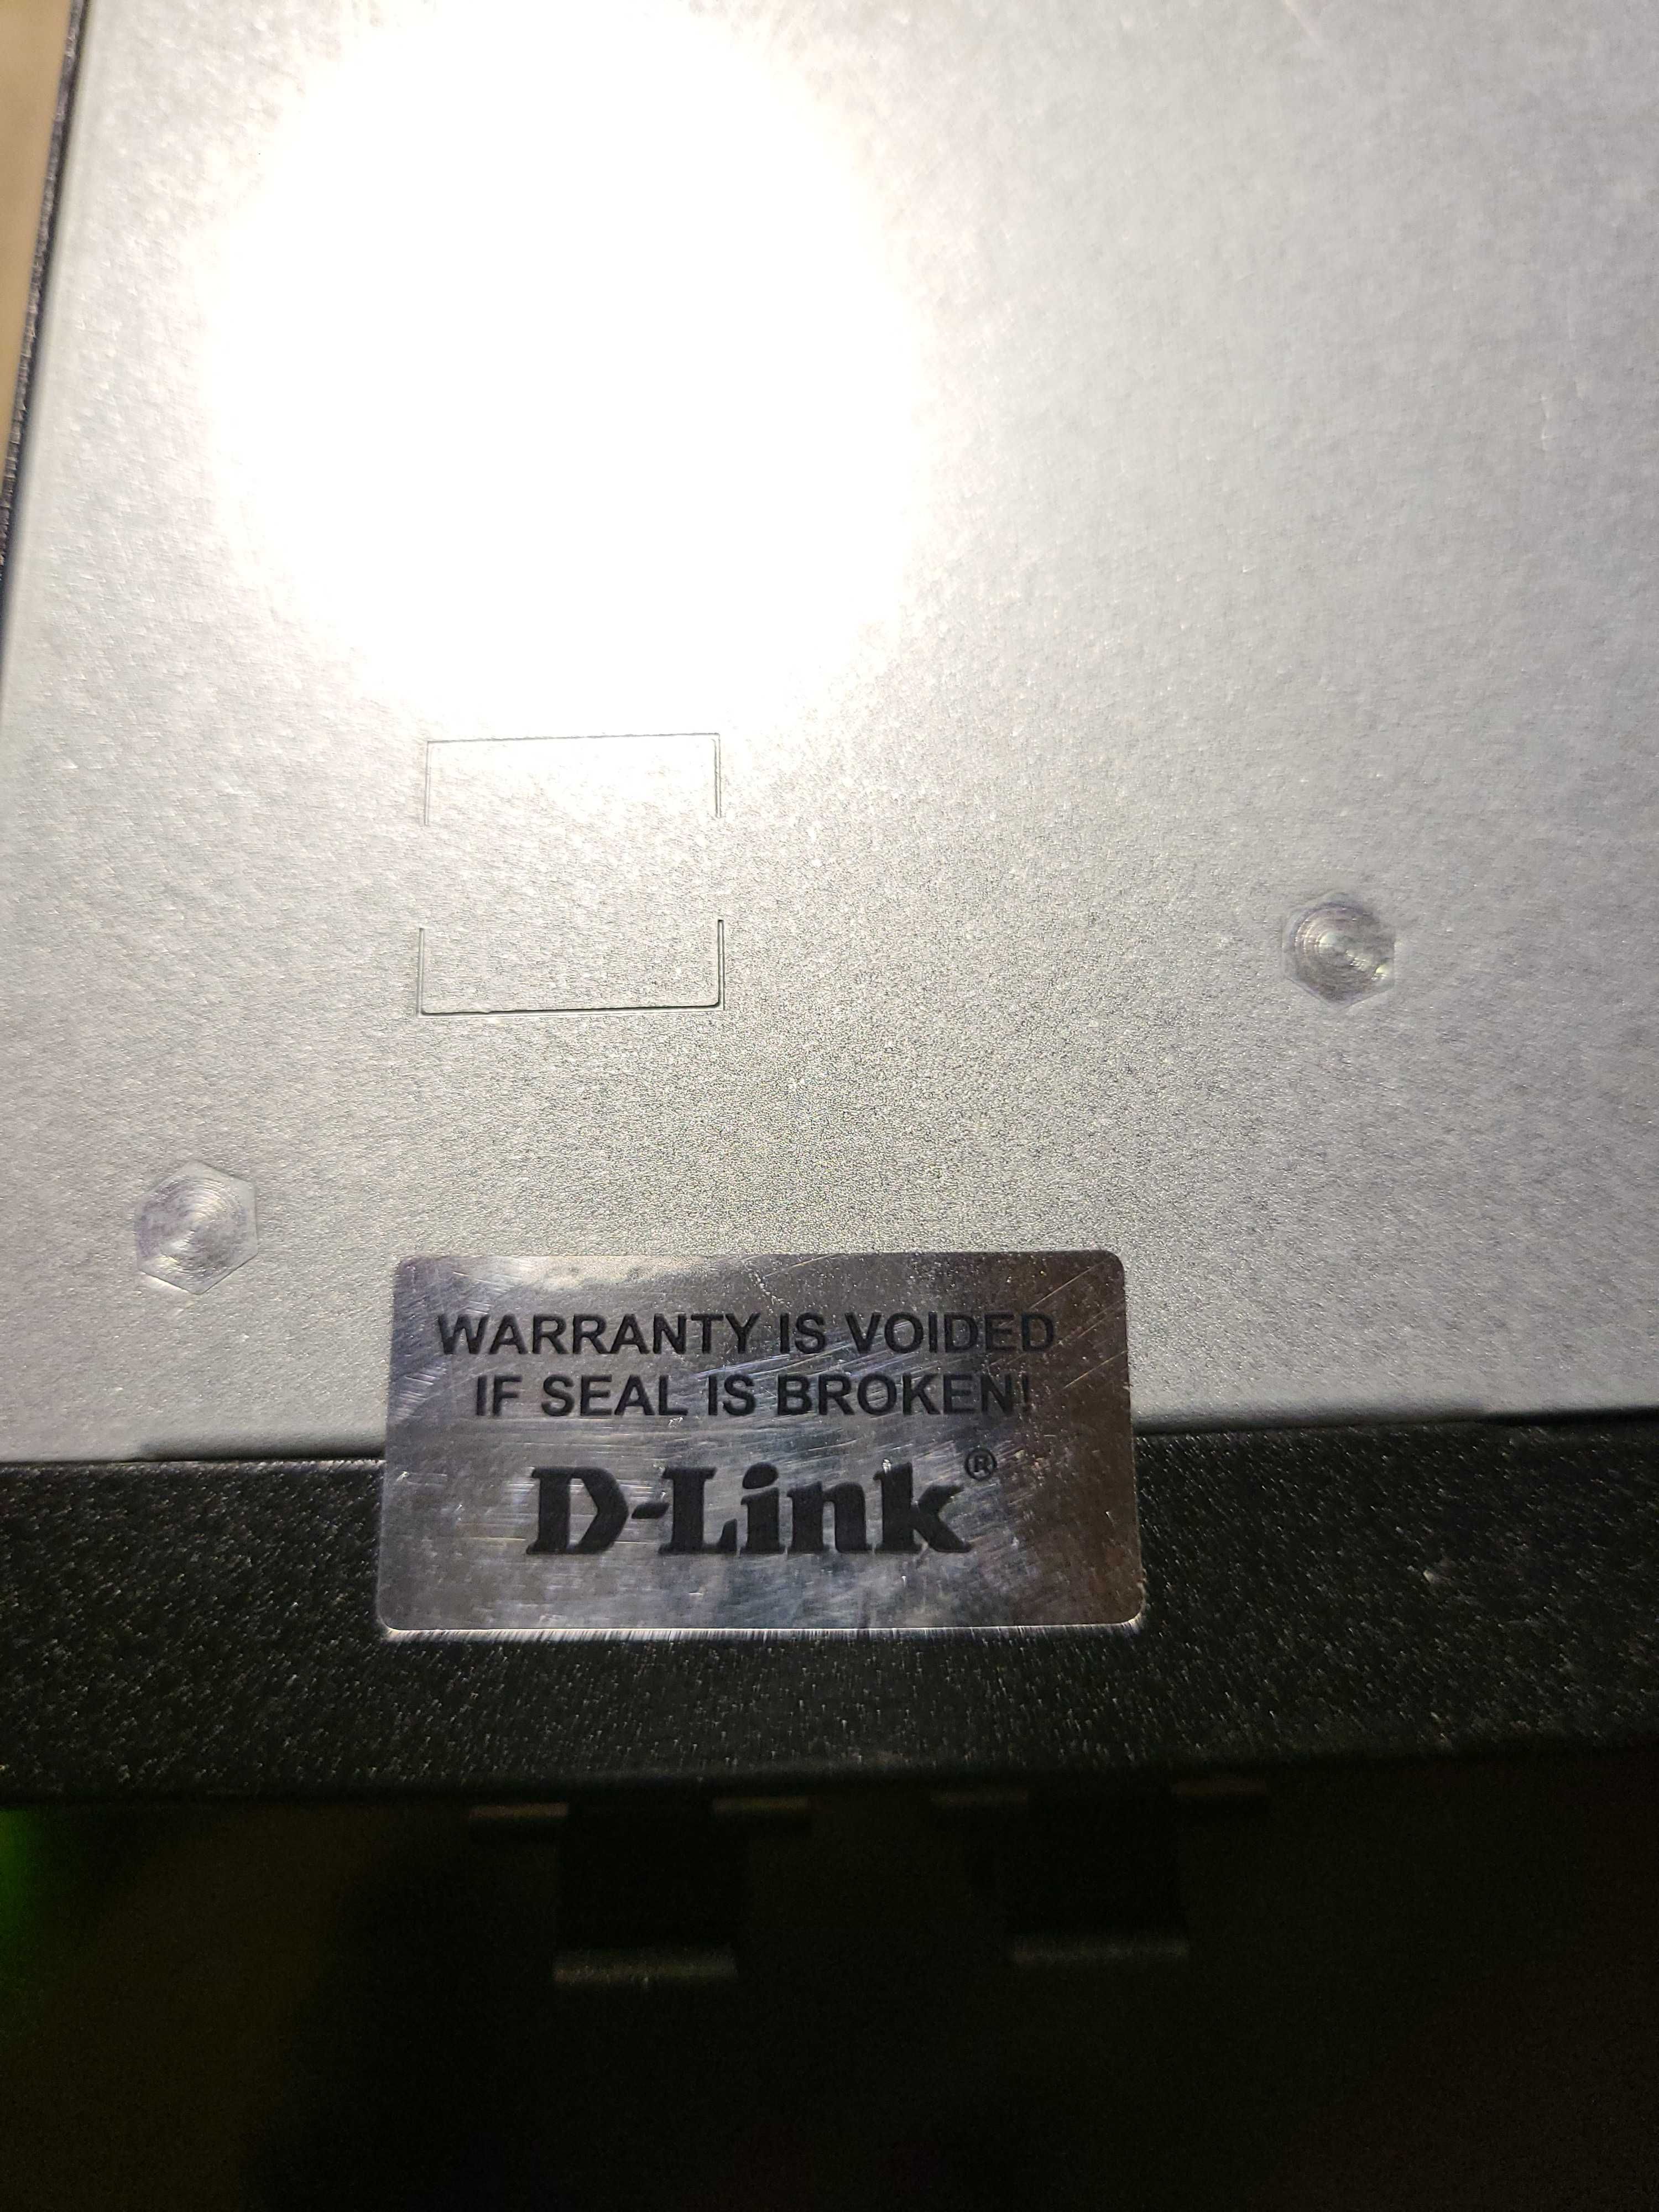 WARRANTY IS VOIDED
IF SEAL IS BROKEN!
D-Link®